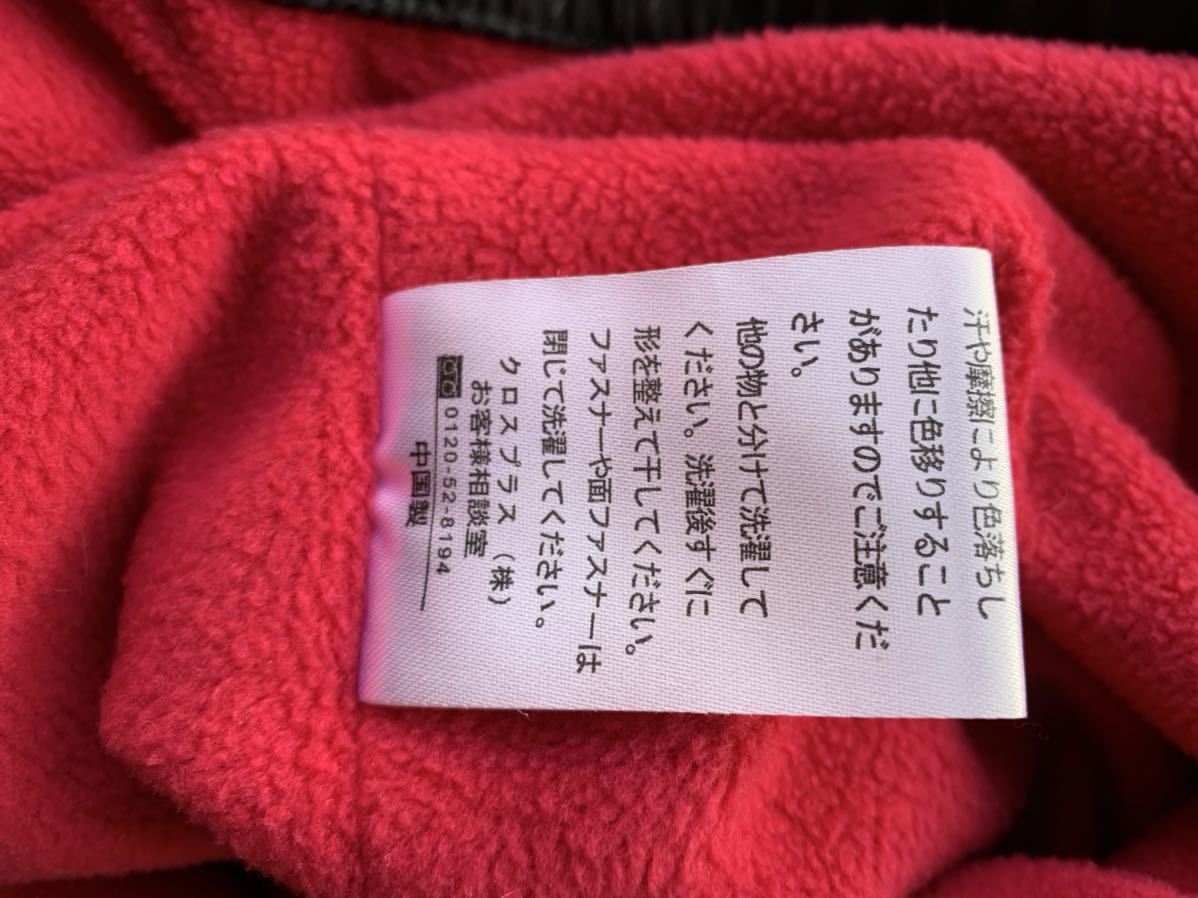 汗や摩擦により色落ちし
たり他に色移りすること
がありますのでご注意くだ
さい。
他の物と分けて洗濯して
ください。洗濯後すぐに
形を整えて干してください。
ファスナーや面ファスナーは
閉じて洗濯してください。
クロスプラス（株）
お客様相談室
0120-52-8194
中国製